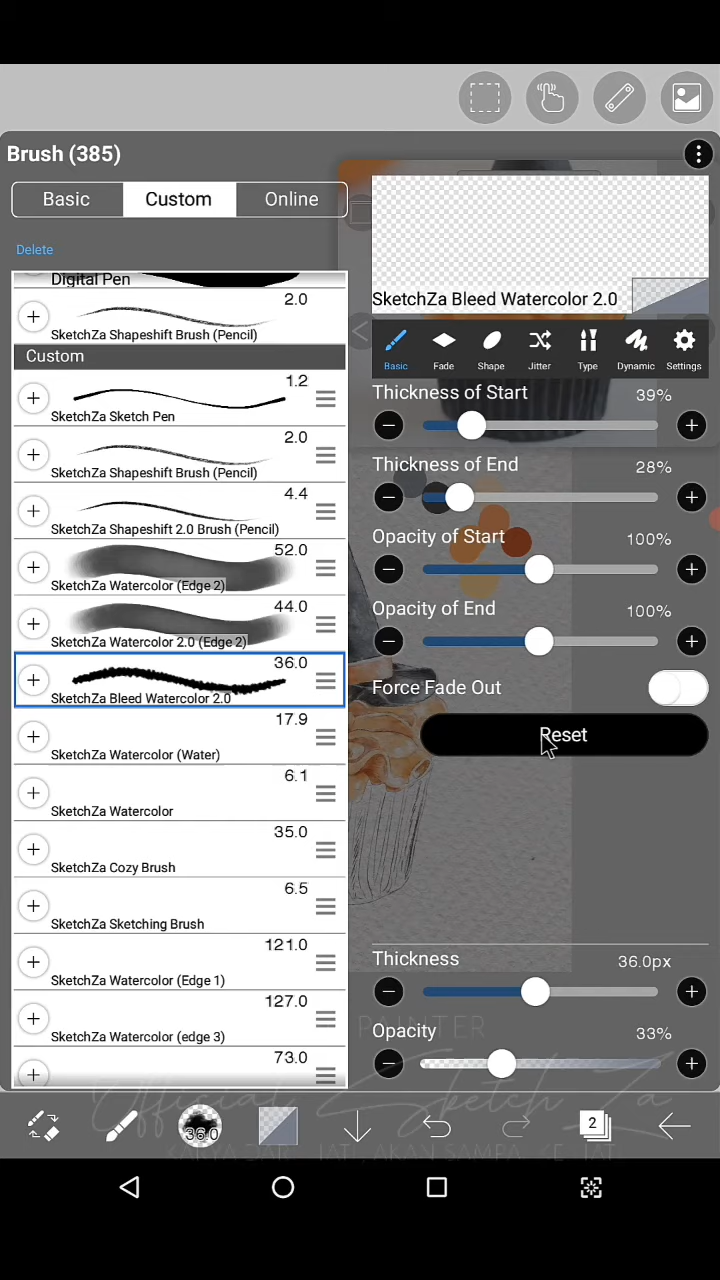 Brush (385)
Basic
Custom
Online
Delete
Digital Pen
2.0
SketchZa Shapeshift Brush (Pencil)
Custom
1.2
SketchZa Sketch Pen
2.0
SketchZa Shapeshift Brush (Pencil)
4.4
SketchZa Shapeshift 2.0 Brush (Pencil)
52.0
SketchZa Watercolor (Edge 2)
44.0
SketchZa Watercolor 2.0 (Edge 2)
36.0
SketchZa Bleed Watercolor 2.0
17.9
SketchZa Watercolor (Water)
6.1
SketchZa Watercolor
35.0
SketchZa Cozy Brush
6.5
SketchZa Sketching Brush
121.0
SketchZa Watercolor (Edge 1)
127.0
SketchZa Watercolor (edge 3)
73.0
SketchZa Bleed Watercolor 2.0
Basic Fade Shape Jitter Type Dynamic Settings
Thickness of Start 39%
Thickness of End 28%
Opacity of Start 100%
Opacity of End 100%
Force Fade Out
Reset
Thickness 36.0px
Opacity 33%
PAINTER
Official Sketch Za
36.0
2